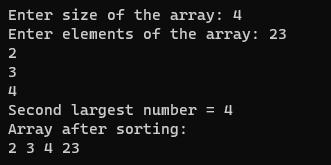 Enter size of the array: 4
Enter elements of the array: 23
2
3
4
Second largest number = 4
Array after sorting:
2 3 4 23